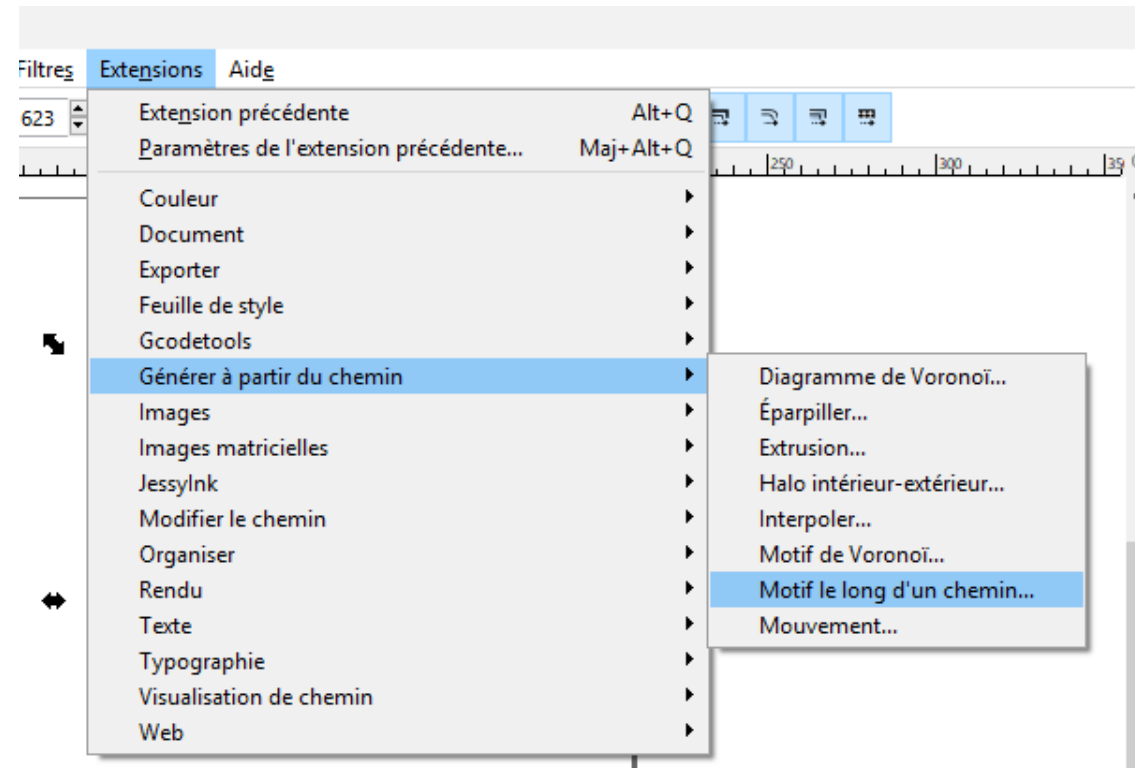 Filtres Extensions Aide
623
Extension précédente Alt+Q
Paramètres de l'extension précédente... Maj+Alt+Q
250 300 35
Couleur
Document
Exporter
Feuille de style
Gcodetools
Générer à partir du chemin
Images
Images matricielles
JessyInk
Modifier le chemin
Organiser
Rendu
Texte
Typographie
Visualisation de chemin
Web
Diagramme de Voronoï...
Éparpiller...
Extrusion...
Halo intérieur-extérieur...
Interpoler...
Motif de Voronoï...
Motif le long d'un chemin...
Mouvement...